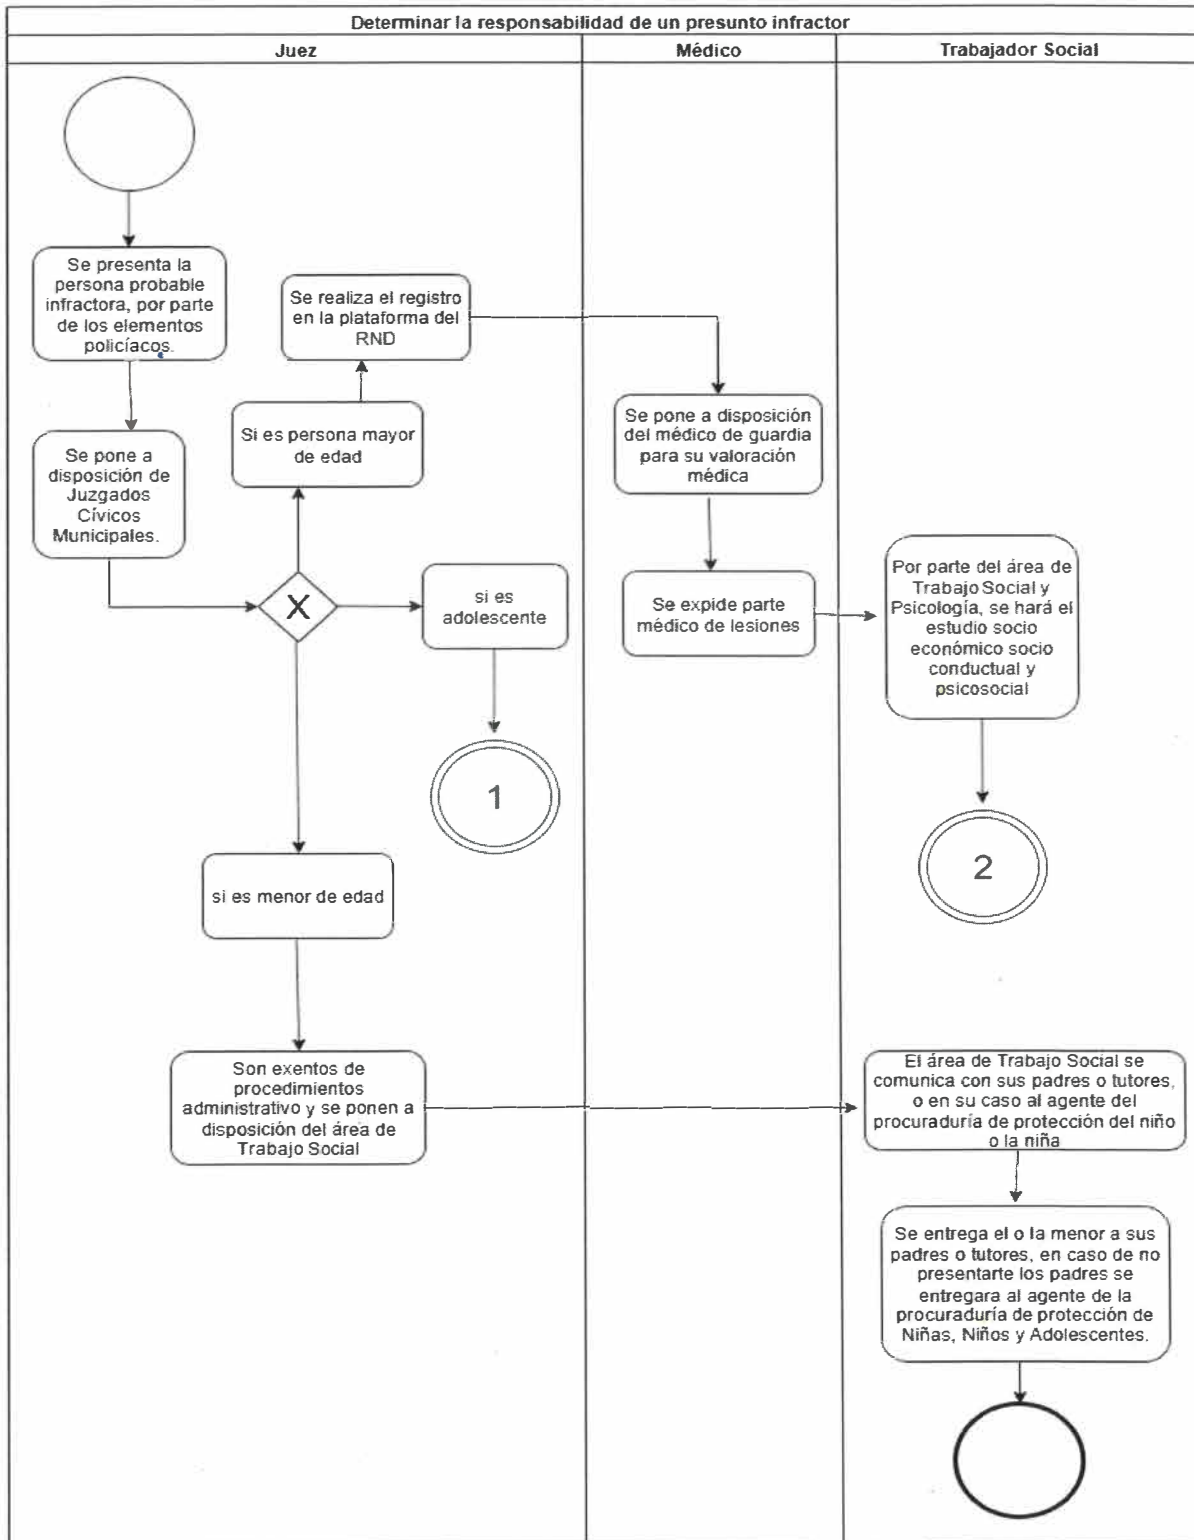 Determinar la responsabilidad de un presunto infractor
Juez
Médico
Trabajador Social
Se presenta la
persona probable
infractora, por parte
de los elementos
policíacos.
Se pone a
disposición de
Juzgados
Cívicos
Municipales.
Se realiza el registro
en la plataforma del
RND
Si es persona mayor
de edad
X
si es
adolescente
1
si es menor de edad
Son exentos de
procedimientos
administrativo y se ponen a
disposición del área de
Trabajo Social
Se pone a disposición
del médico de guardia
para su valoración
médica
Se expide parte
médico de lesiones
Por parte del área de
Trabajo Social y
Psicología, se hará el
estudio socio
económico socio
conductual y
psicosocial
2
El área de Trabajo Social se
comunica con sus padres o tutores,
o en su caso al agente del
procuraduría de protección del niño
o la niña
Se entrega el o la menor a sus
padres o tutores, en caso de no
presentarte los padres se
entregara al agente de la
procuraduría de protección de
Niñas, Niños y Adolescentes.